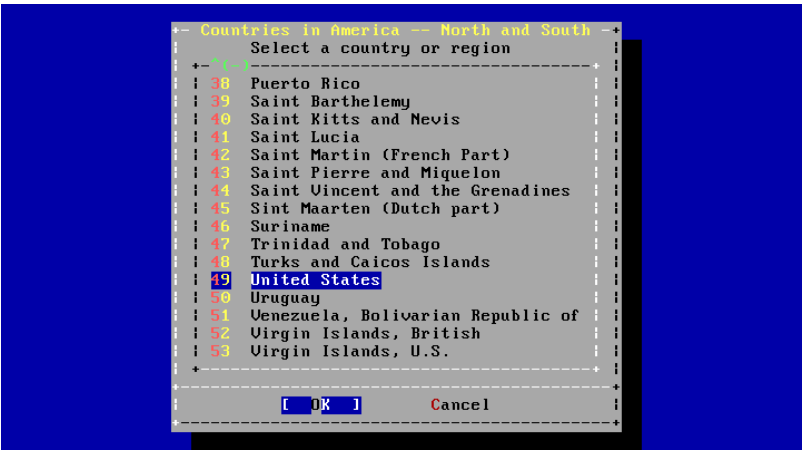 Countries in America -- North and South
Select a country or region
^(-)
38 Puerto Rico
39 Saint Barthelemy
40 Saint Kitts and Nevis
41 Saint Lucia
42 Saint Martin (French Part)
43 Saint Pierre and Miquelon
44 Saint Vincent and the Grenadines
45 Sint Maarten (Dutch part)
46 Suriname
47 Trinidad and Tobago
48 Turks and Caicos Islands
49 United States
50 Uruguay
51 Venezuela, Bolivarian Republic of
52 Virgin Islands, British
53 Virgin Islands, U.S.
[ OK ] Cancel